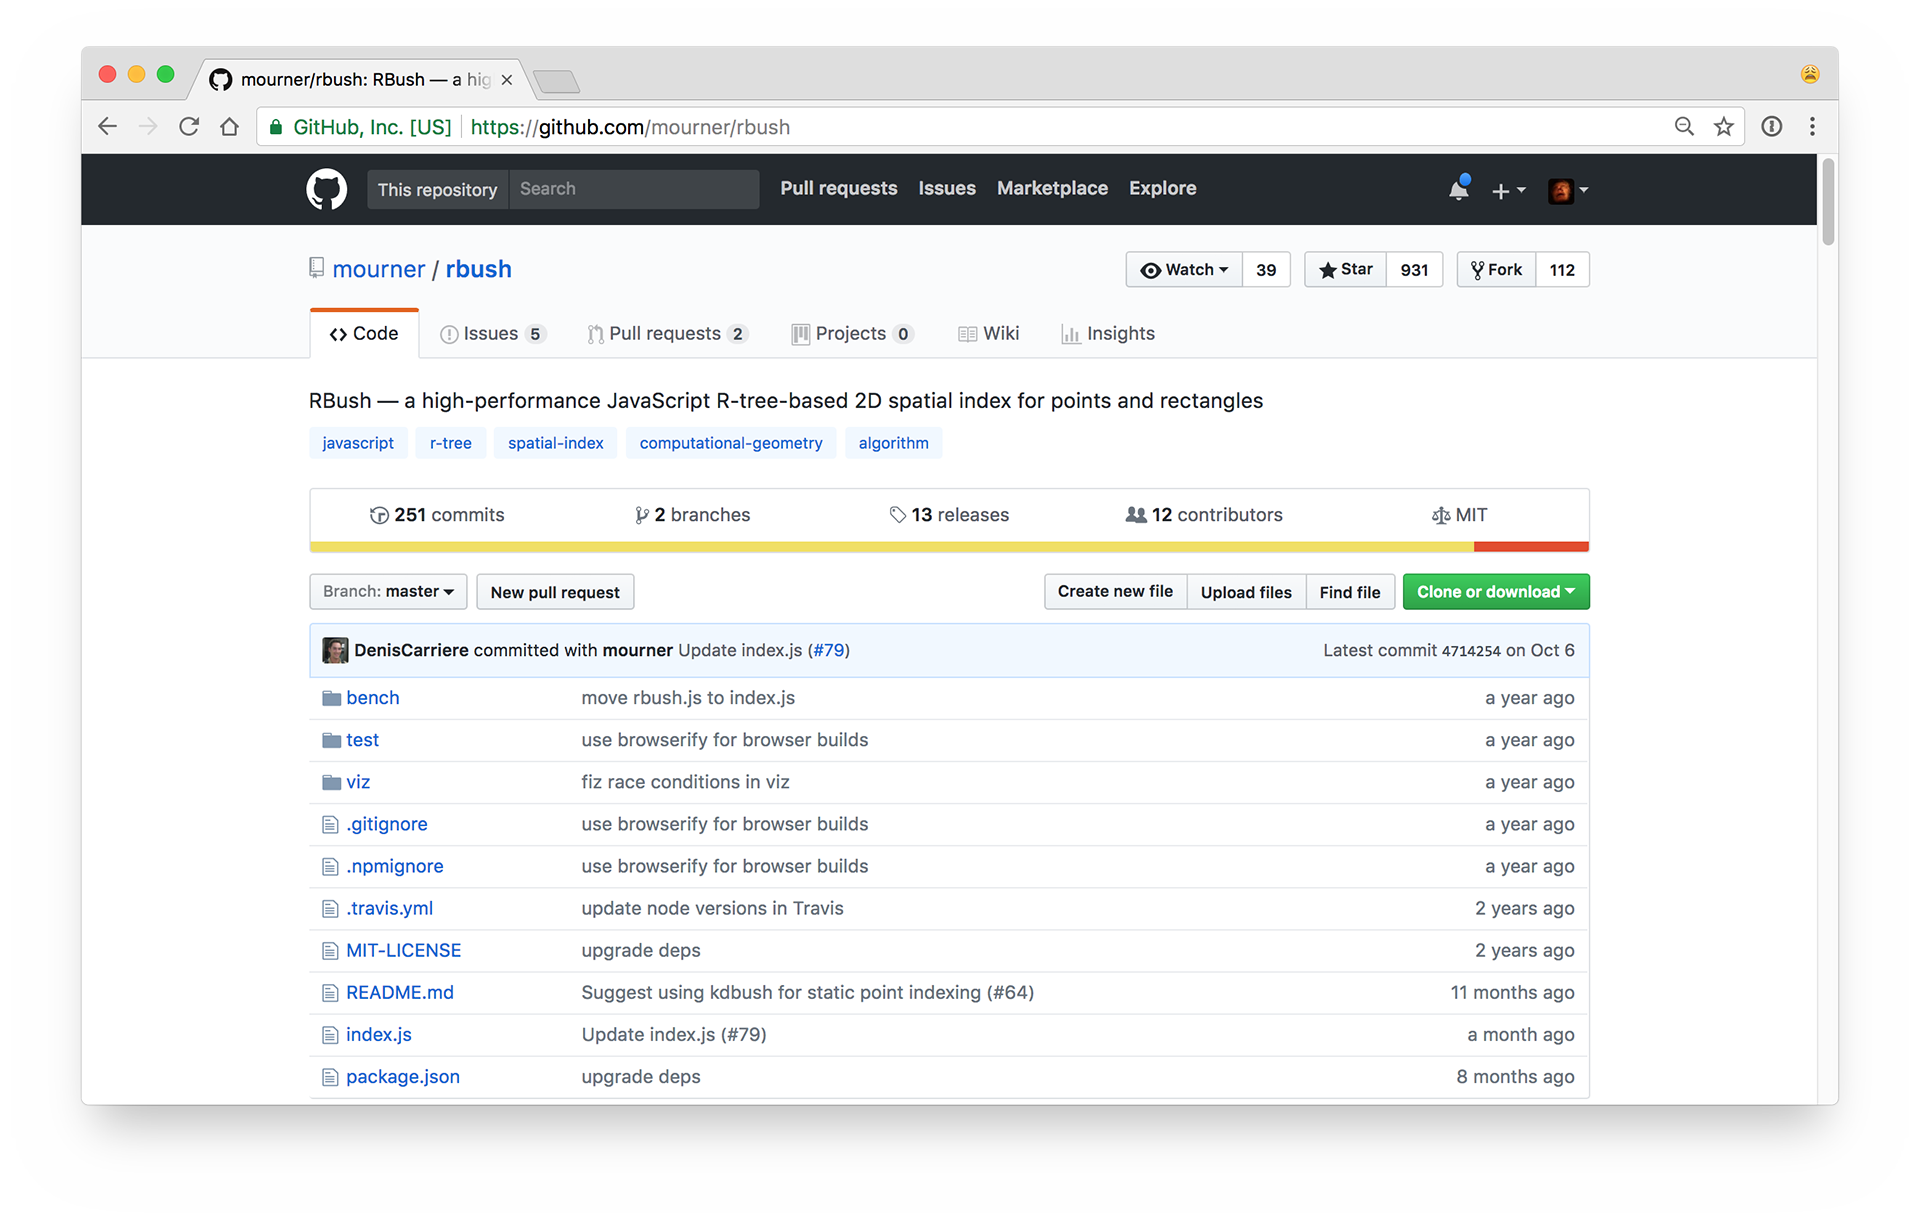 mourner/rbush: RBush — a hig
GitHub, Inc. [US] https://github.com/mourner/rbush
This repository Search Pull requests Issues Marketplace Explore
mourner / rbush Watch 39 Star 931 Fork 112
Code Issues 5 Pull requests 2 Projects 0 Wiki Insights
RBush — a high-performance JavaScript R-tree-based 2D spatial index for points and rectangles
javascript r-tree spatial-index computational-geometry algorithm
251 commits 2 branches 13 releases 12 contributors MIT
Branch: master New pull request Create new file Upload files Find file Clone or download
DenisCarriere committed with mourner Update index.js (#79) Latest commit 4714254 on Oct 6
bench move rbush.js to index.js a year ago
test use browserify for browser builds a year ago
viz fiz race conditions in viz a year ago
.gitignore use browserify for browser builds a year ago
.npmignore use browserify for browser builds a year ago
.travis.yml update node versions in Travis 2 years ago
MIT-LICENSE upgrade deps 2 years ago
README.md Suggest using kdbush for static point indexing (#64) 11 months ago
index.js Update index.js (#79) a month ago
package.json upgrade deps 8 months ago